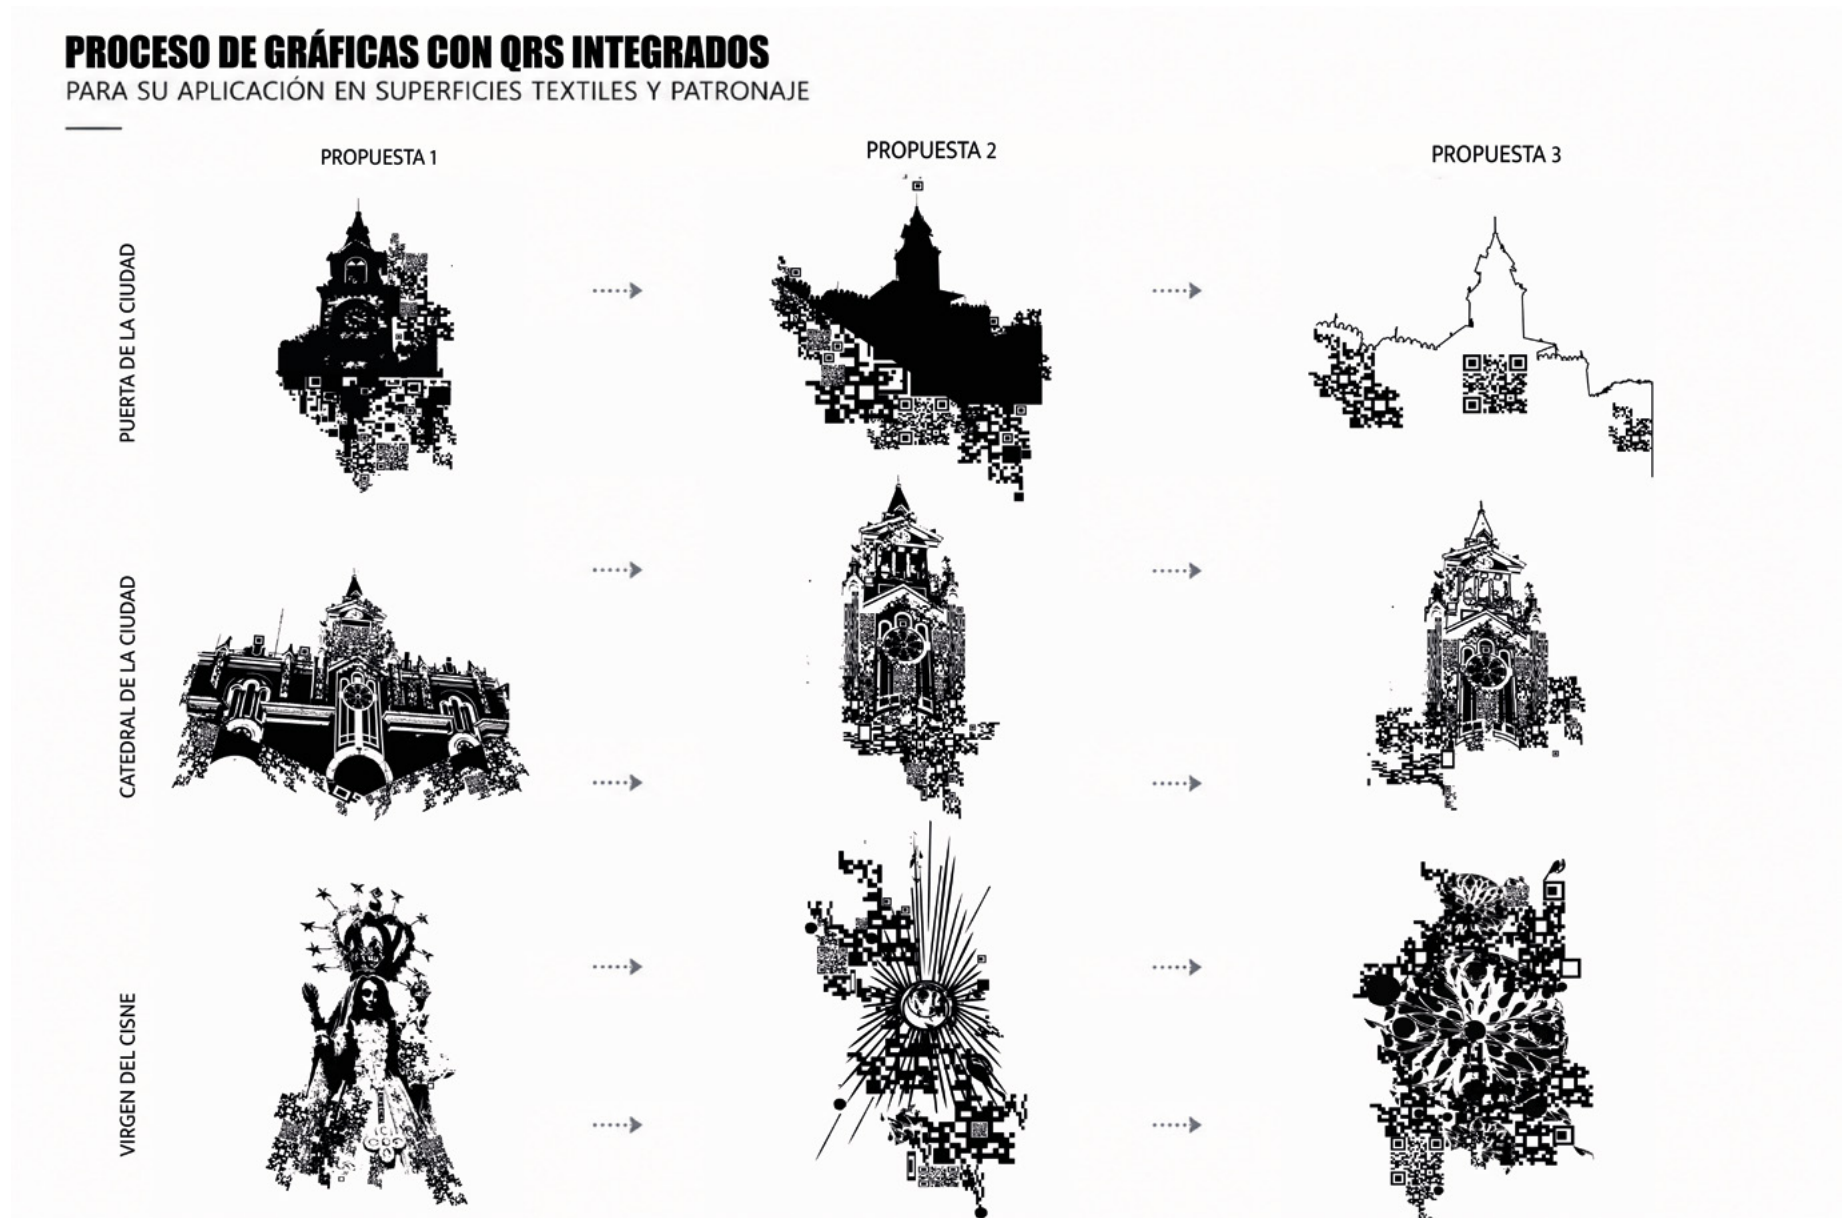 PROCESO DE GRÁFICAS CON QRS INTEGRADOS
PARA SU APLICACIÓN EN SUPERFICIES TEXTILES Y PATRONAJE
PROPUESTA 1
PROPUESTA 2
PROPUESTA 3
PUERTA DE LA CIUDAD
CATEDRAL DE LA CIUDAD
VIRGEN DEL CISNE